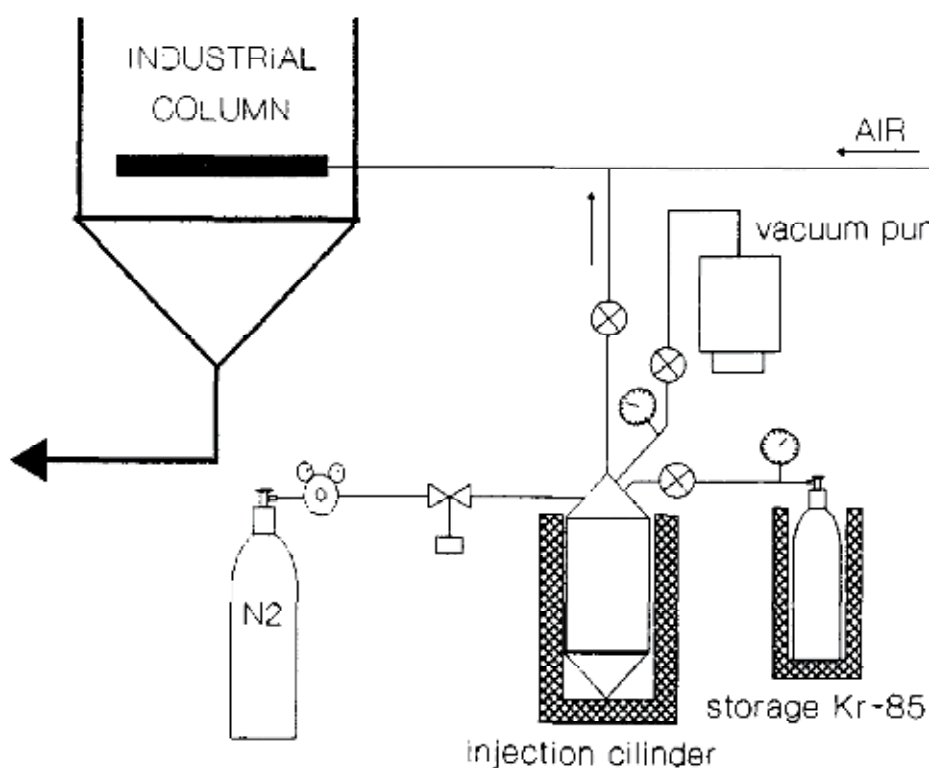 INDUSTRiAL
COLUMN
AIR
vacuum pur
N2
storage Kr-85
injection cilinder